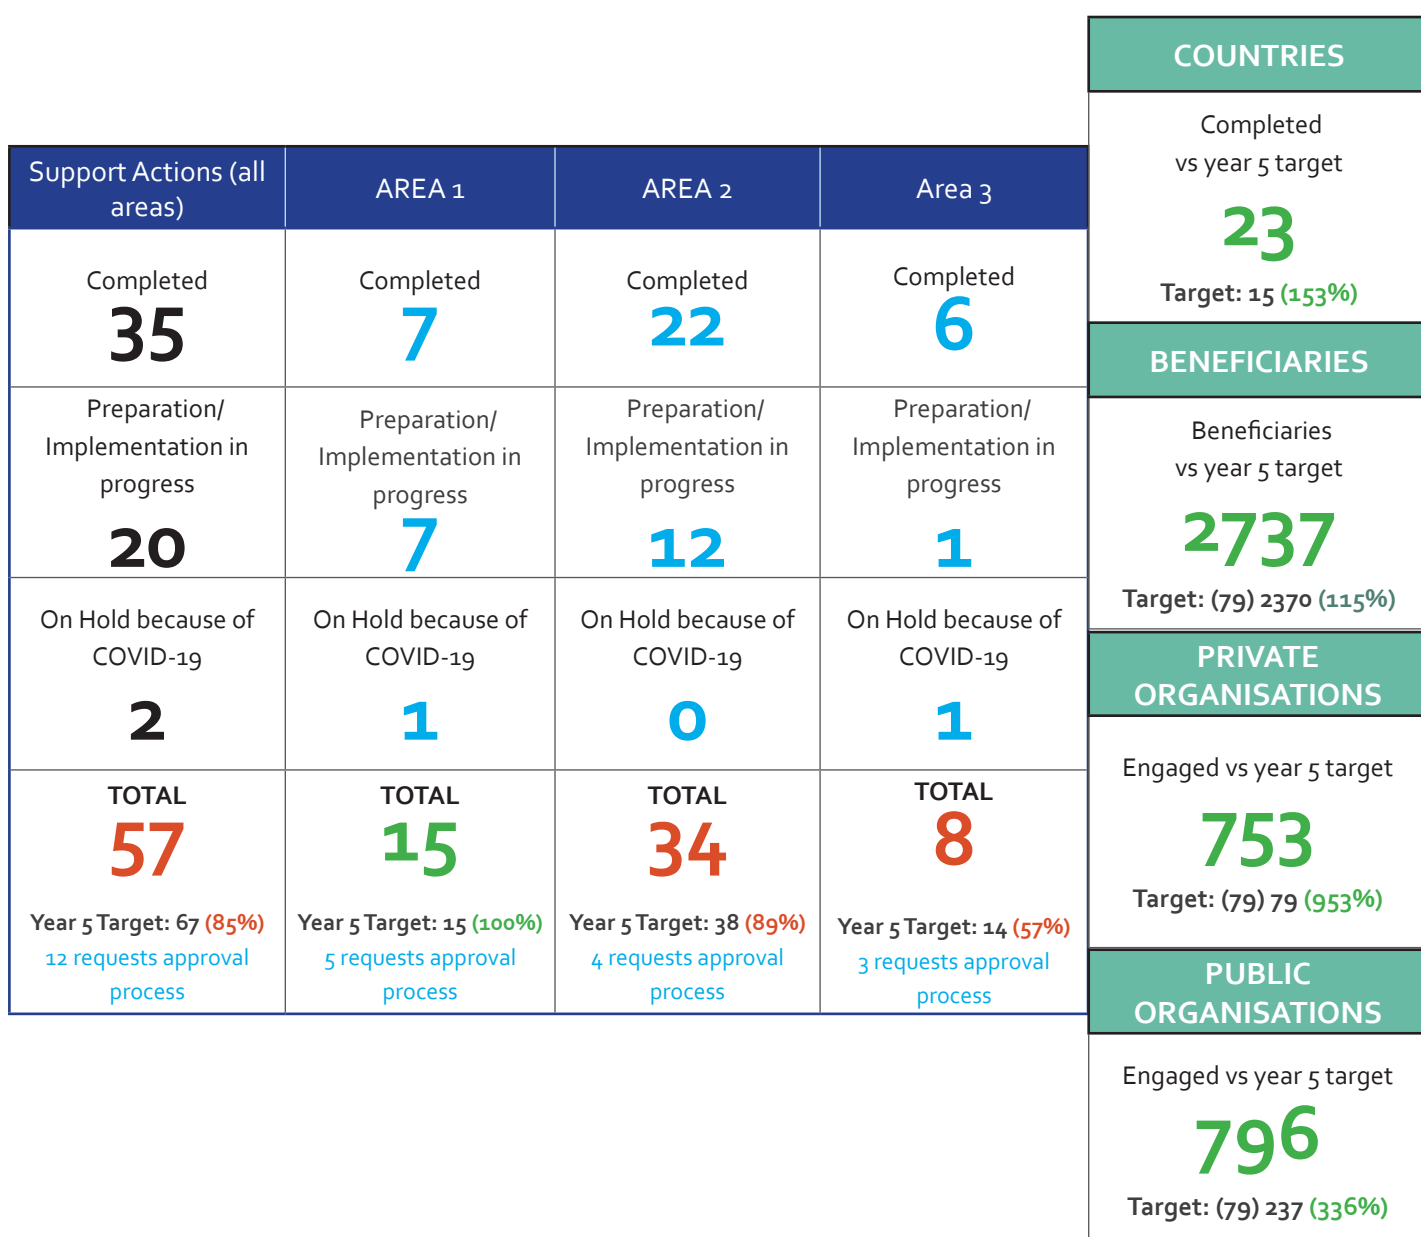 Support Actions (all
areas)
AREA 1
AREA 2
Area 3
Completed
35
Completed
7
Completed
22
Completed
6
Preparation/
Implementation in
progress
20
Preparation/
Implementation in
progress
7
Preparation/
Implementation in
progress
12
Preparation/
Implementation in
progress
1
On Hold because of
COVID-19
2
On Hold because of
COVID-19
1
On Hold because of
COVID-19
0
On Hold because of
COVID-19
1
TOTAL
57
Year 5 Target: 67 (85%)
12 requests approval
process
TOTAL
15
Year 5 Target: 15 (100%)
5 requests approval
process
TOTAL
34
Year 5 Target: 38 (89%)
4 requests approval
process
TOTAL
8
Year 5 Target: 14 (57%)
3 requests approval
process
COUNTRIES
Completed
vs year 5 target
23
Target: 15 (153%)
BENEFICIARIES
Beneficiaries
vs year 5 target
2737
Target: (79) 2370 (115%)
PRIVATE
ORGANISATIONS
Engaged vs year 5 target
753
Target: (79) 79 (953%)
PUBLIC
ORGANISATIONS
Engaged vs year 5 target
796
Target: (79) 237 (336%)